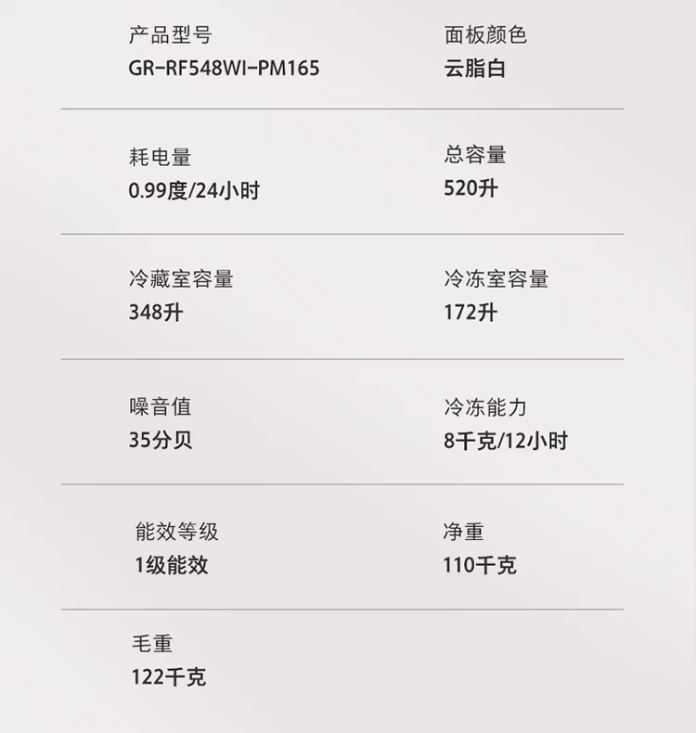 产品型号
GR-RF548WI-PM165
面板颜色
云脂白
耗电量
0.99度/24小时
总容量
520升
冷藏室容量
348升
冷冻室容量
172升
噪音值
35分贝
冷冻能力
8千克/12小时
能效等级
1级能效
净重
110千克
毛重
122千克